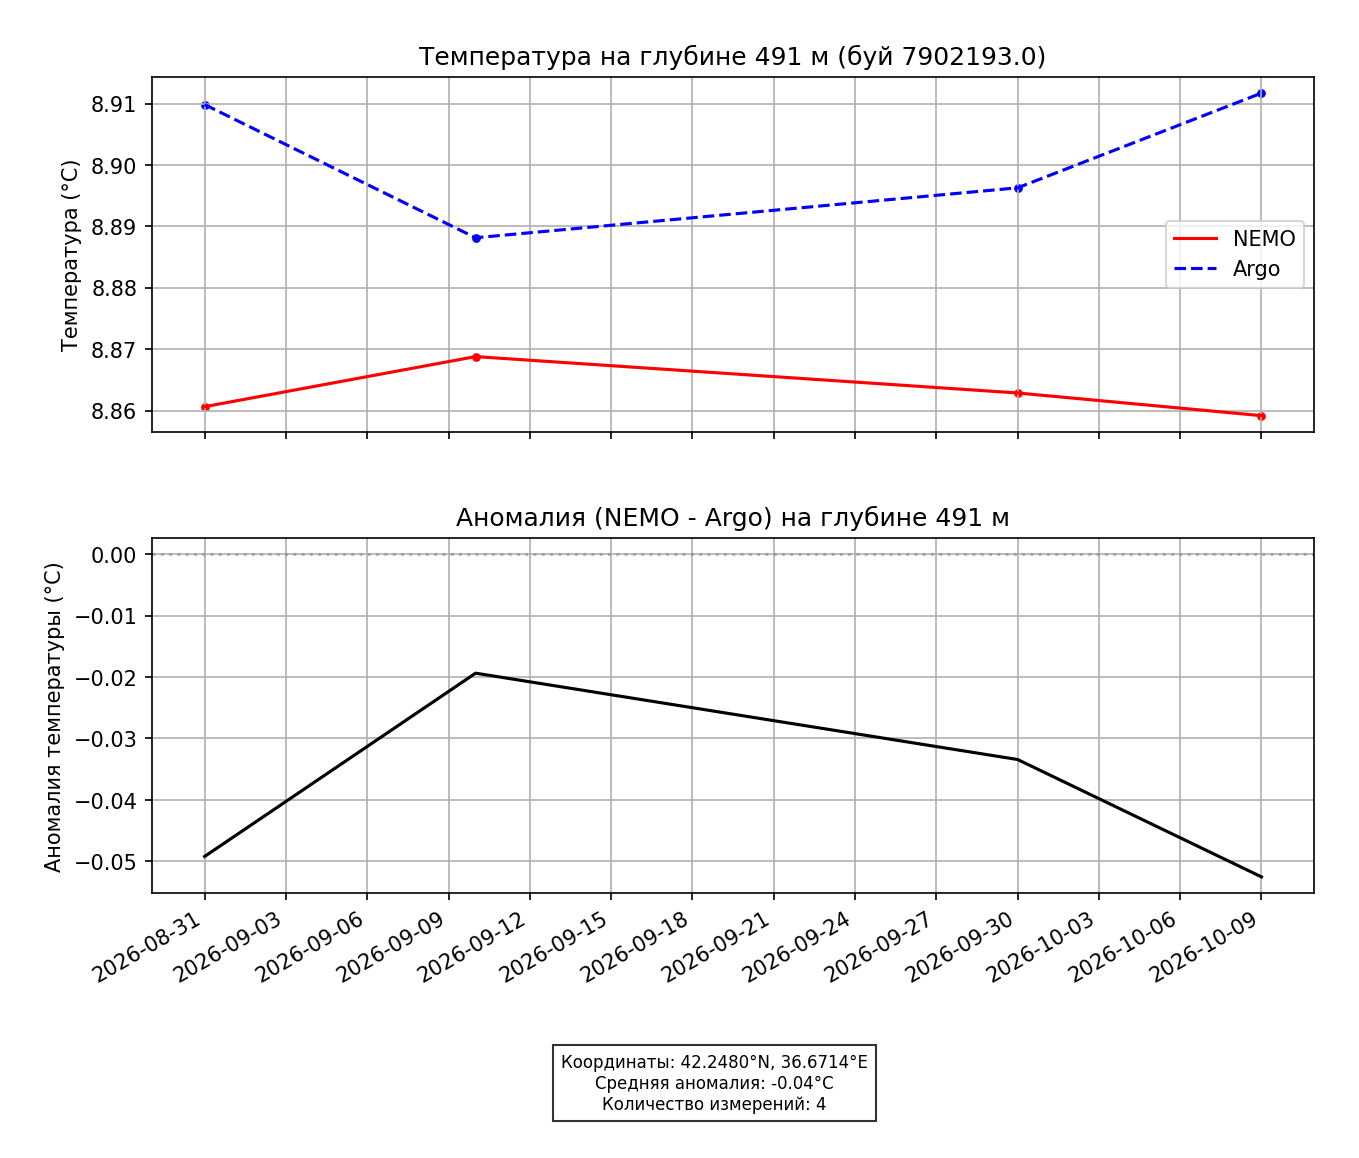 Температура на глубине 491 м (буй 7902193.0)
Температура (°C)
8.91
8.90
8.89
8.88
8.87
8.86
NEMO
Argo
Аномалия (NEMO - Argo) на глубине 491 м
Аномалия температуры (°C)
0.00
−0.01
−0.02
−0.03
−0.04
−0.05
2026-08-31
2026-09-03
2026-09-06
2026-09-09
2026-09-12
2026-09-15
2026-09-18
2026-09-21
2026-09-24
2026-09-27
2026-09-30
2026-10-03
2026-10-06
2026-10-09
Координаты: 42.2480°N, 36.6714°E
Средняя аномалия: -0.04°C
Количество измерений: 4